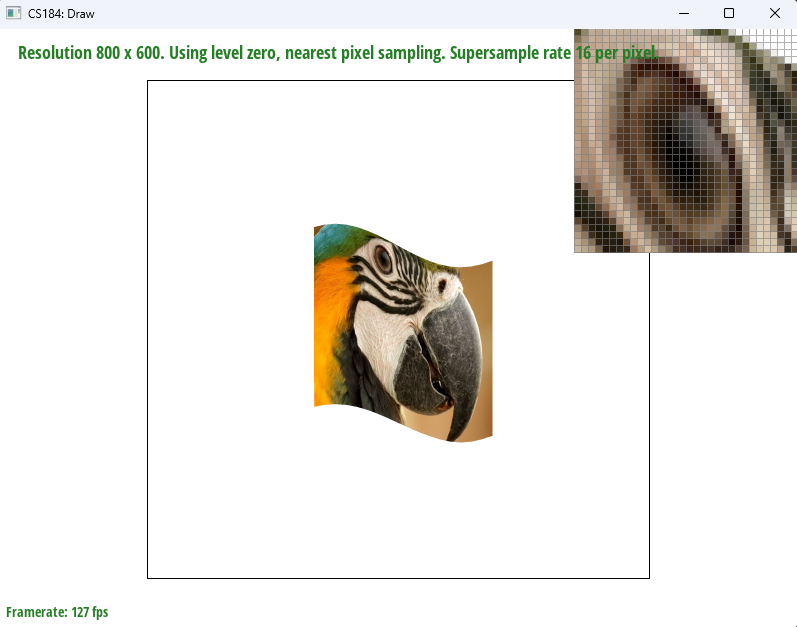 CS184: Draw
Resolution 800 x 600. Using level zero, nearest pixel sampling. Supersample rate 16 per pixel.
Framerate: 127 fps